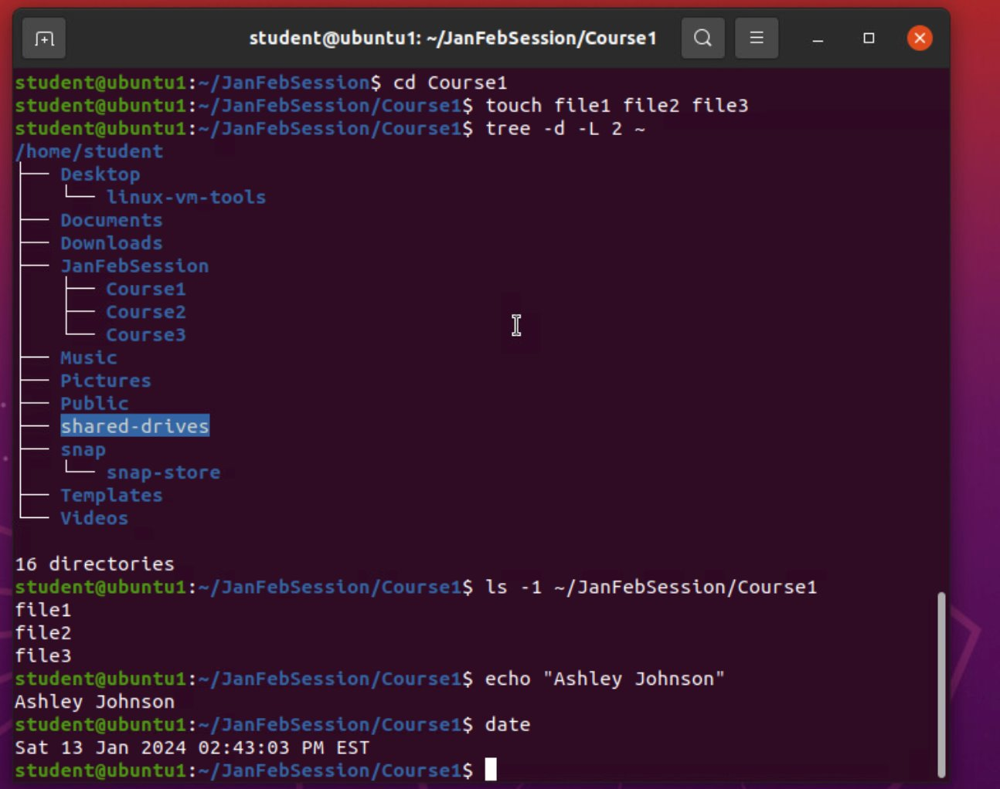 student@ubuntu1: ~/JanFebSession/Course1
student@ubuntu1:~/JanFebSession$ cd Course1
student@ubuntu1:~/JanFebSession/Course1$ touch file1 file2 file3
student@ubuntu1:~/JanFebSession/Course1$ tree -d -L 2 ~
/home/student
├── Desktop
│   └── linux-vm-tools
├── Documents
├── Downloads
├── JanFebSession
│   ├── Course1
│   ├── Course2
│   └── Course3
├── Music
├── Pictures
├── Public
├── shared-drives
├── snap
│   └── snap-store
├── Templates
└── Videos
16 directories
student@ubuntu1:~/JanFebSession/Course1$ ls -1 ~/JanFebSession/Course1
file1
file2
file3
student@ubuntu1:~/JanFebSession/Course1$ echo "Ashley Johnson"
Ashley Johnson
student@ubuntu1:~/JanFebSession/Course1$ date
Sat 13 Jan 2024 02:43:03 PM EST
student@ubuntu1:~/JanFebSession/Course1$